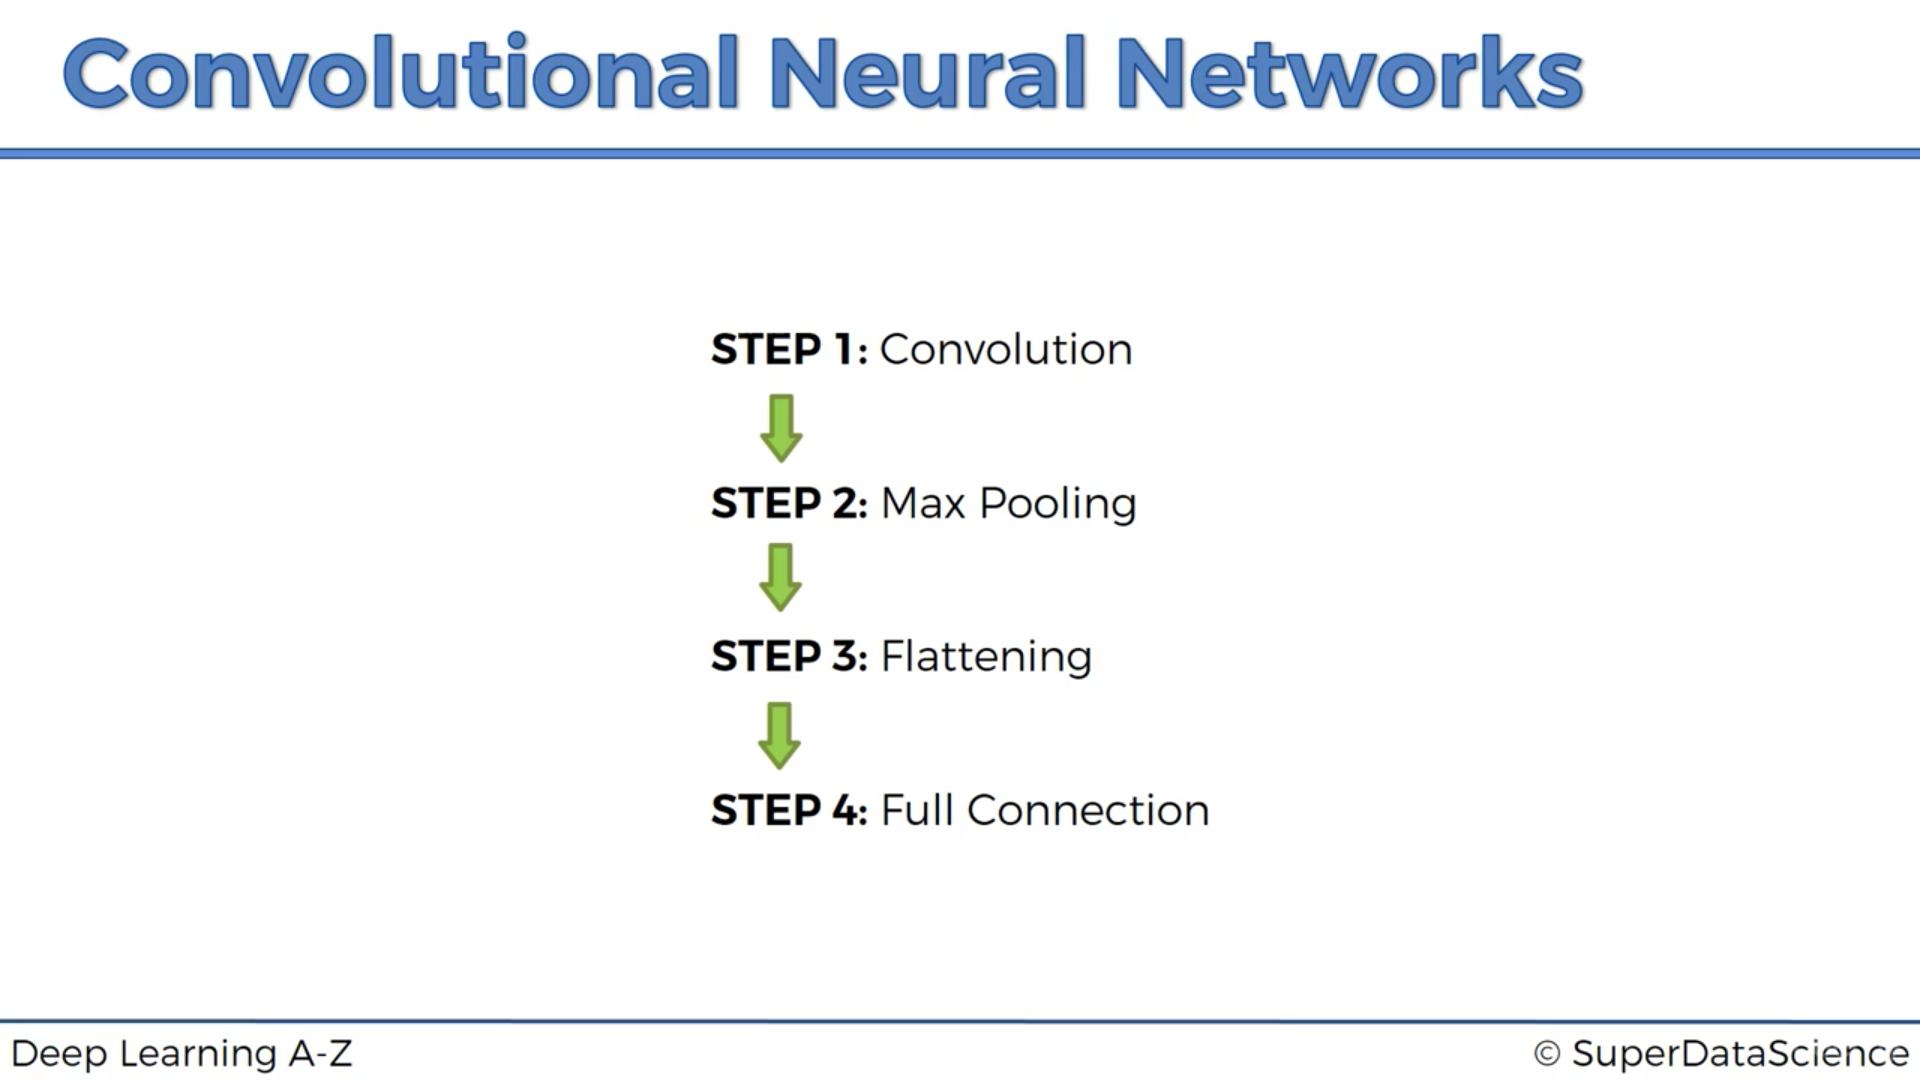 Convolutional Neural Networks
STEP 1: Convolution
STEP 2: Max Pooling
STEP 3: Flattening
STEP 4: Full Connection
Deep Learning A-Z
© SuperDataScience